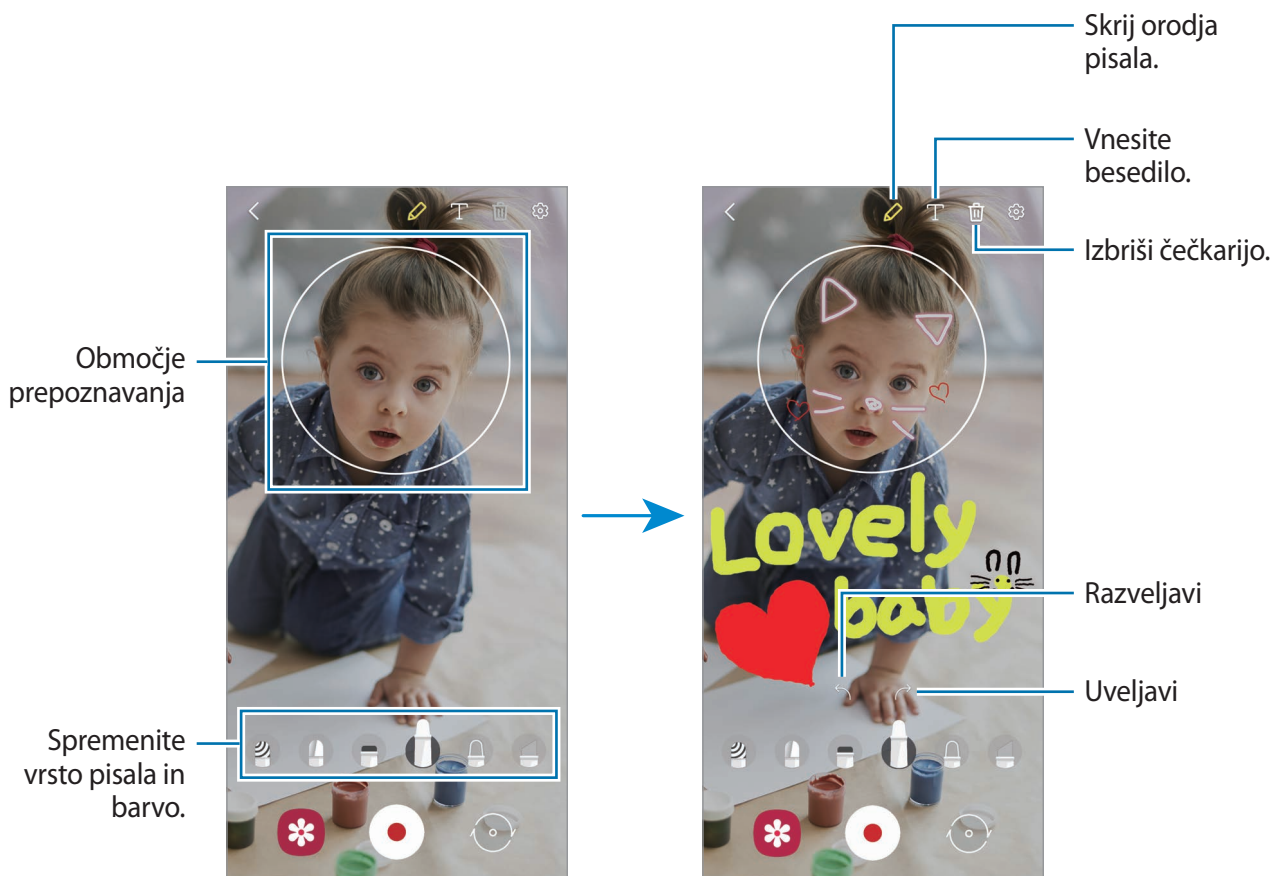 Skrij orodja
pisala.
Vnesite
besedilo.
Izbriši čečkarijo.
Območje
prepoznavanja
Lovely
baby
Razveljavi
Uveljavi
Spremenite
vrsto pisala in
barvo.